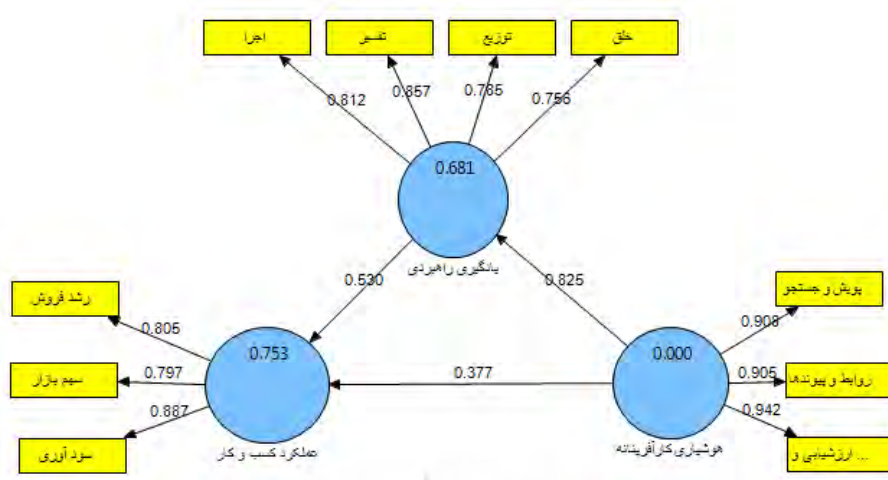 خلق
توزیع
تفسیر
اجرا
0.812
0.857
0.785
0.756
0.681
یادگیری راهبردی
0.530
0.825
رشد فروش
سهم بازار
سود آوری
0.805
0.797
0.887
0.753
عملکرد کسب و کار
0.377
0.000
هوشیاری کارآفرینانه
پویش و جستجو
روابط و پیوندها
ارزشیابی و ...
0.908
0.905
0.942